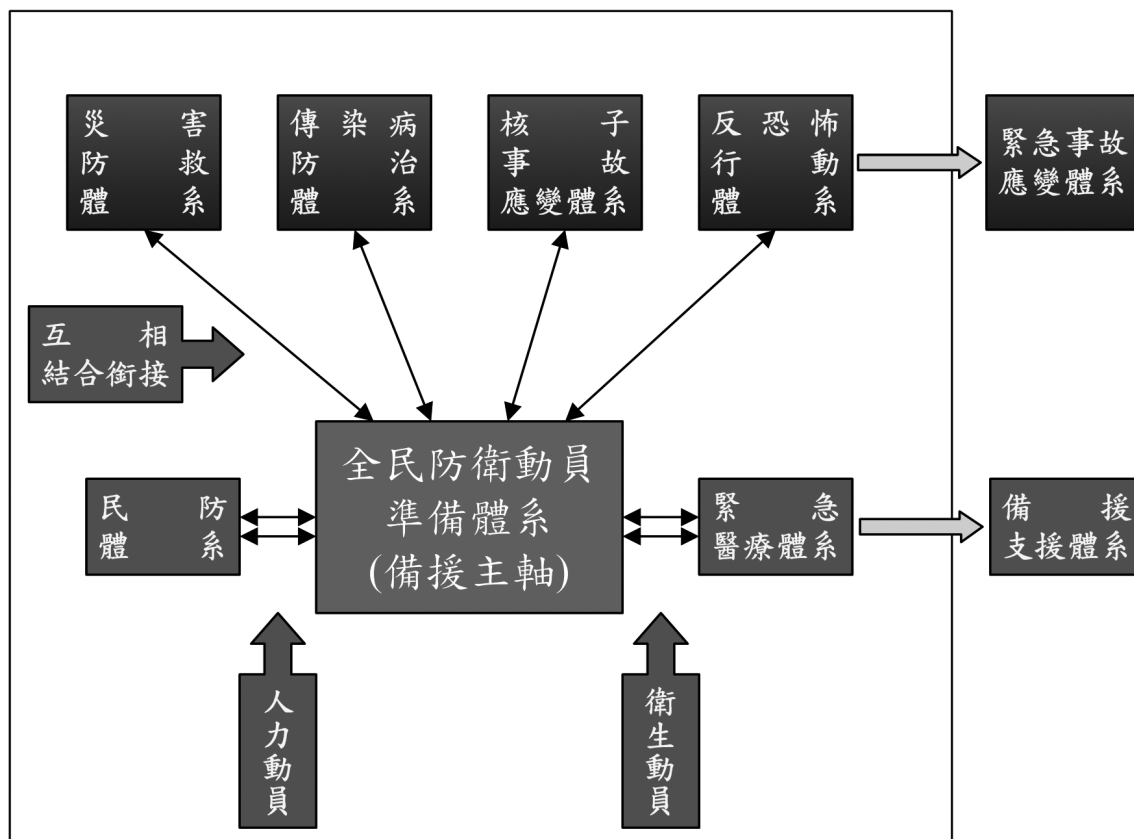 災害
防救
體系
傳染病
防治
體系
核子
事故
應變體系
反恐怖
行動
體系
緊急事故
應變體系
互相
結合銜接
全民防衛動員
準備體系
(備援主軸)
民防
體系
緊急
醫療體系
備援
支援體系
人力動員
衛生動員